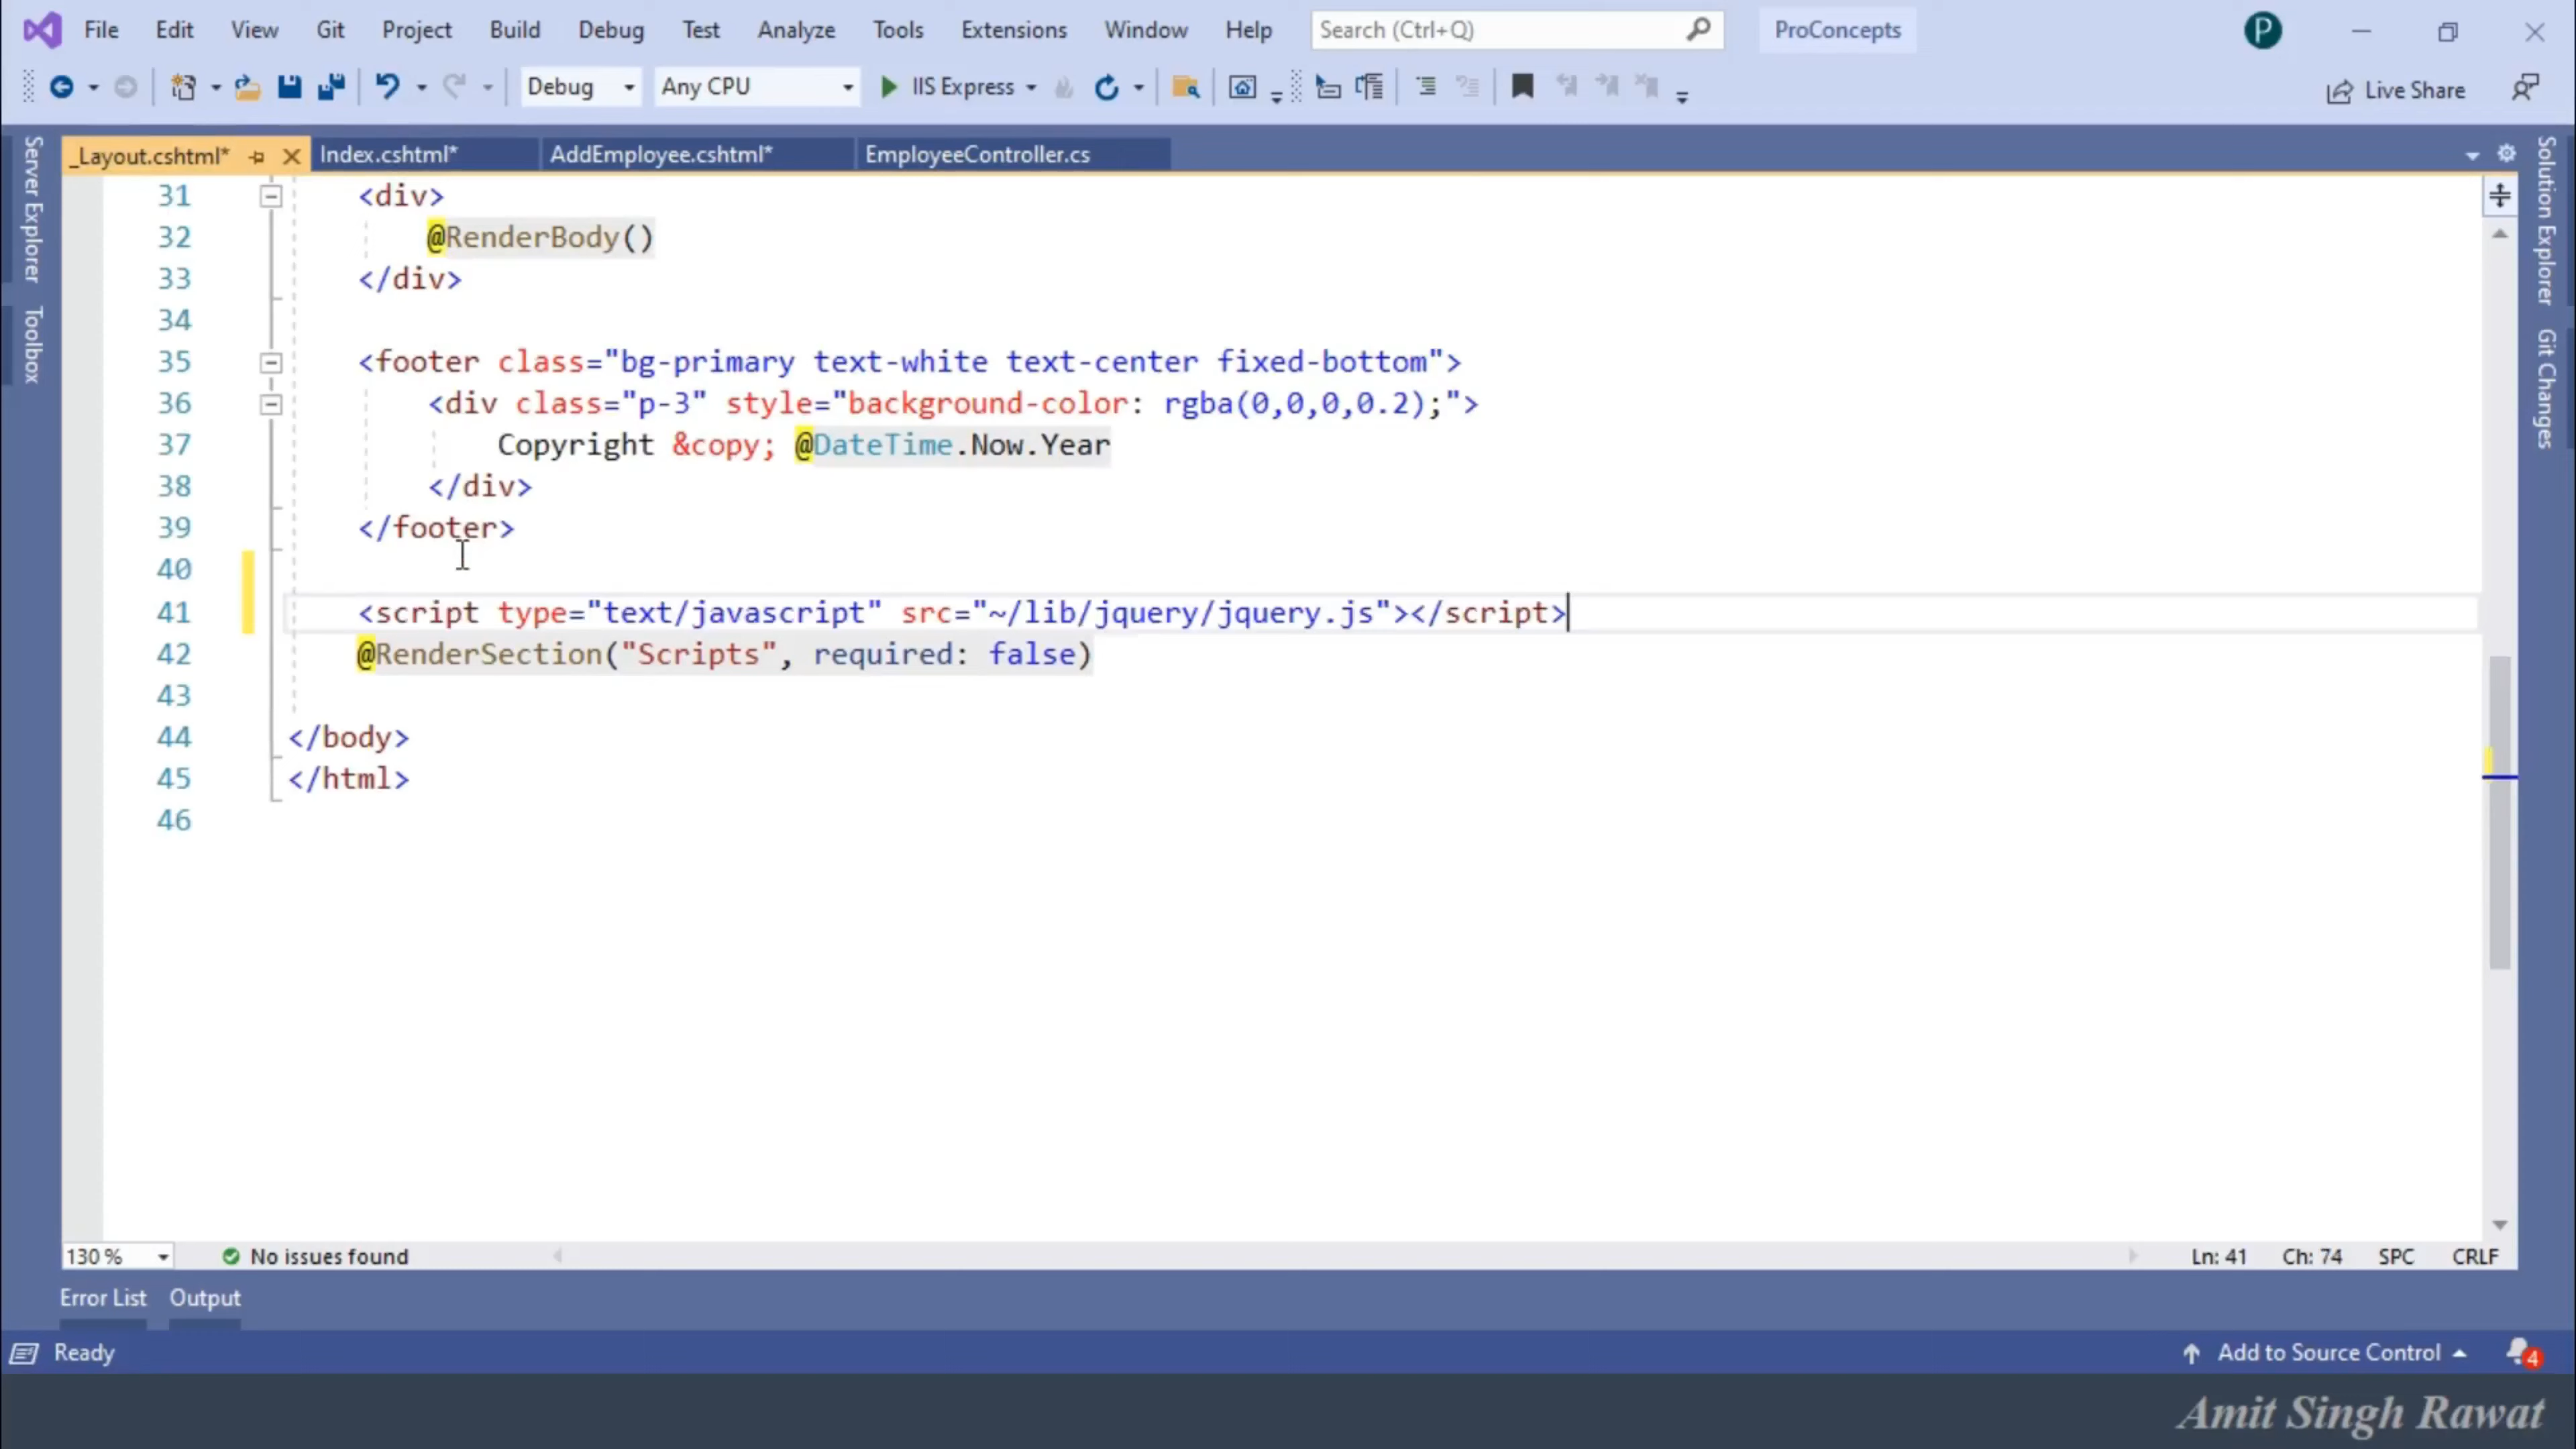 File Edit View Git Project Build Debug Test Analyze Tools Extensions Window Help Search (Ctrl+Q) ProConcepts P
Debug Any CPU IIS Express Live Share
_Layout.cshtml* Index.cshtml* AddEmployee.cshtml* EmployeeController.cs
Server Explorer
Toolbox
31 <div>
32 @RenderBody()
33 </div>
34
35 <footer class="bg-primary text-white text-center fixed-bottom">
36 <div class="p-3" style="background-color: rgba(0,0,0,0.2);">
37 Copyright &copy; @DateTime.Now.Year
38 </div>
39 </footer>
40
41 <script type="text/javascript" src="~/lib/jquery/jquery.js"></script>
42 @RenderSection("Scripts", required: false)
43
44 </body>
45 </html>
46
Solution Explorer
Git Changes
130 % No issues found Ln: 41 Ch: 74 SPC CRLF
Error List Output
Ready Add to Source Control 4
Amit Singh Rawat